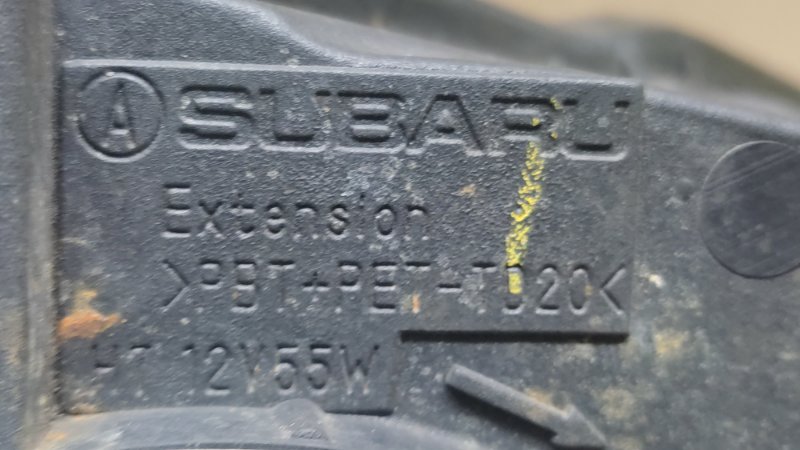 A SUBARU
Extension
>PBT+PET-TD20<
12V55W